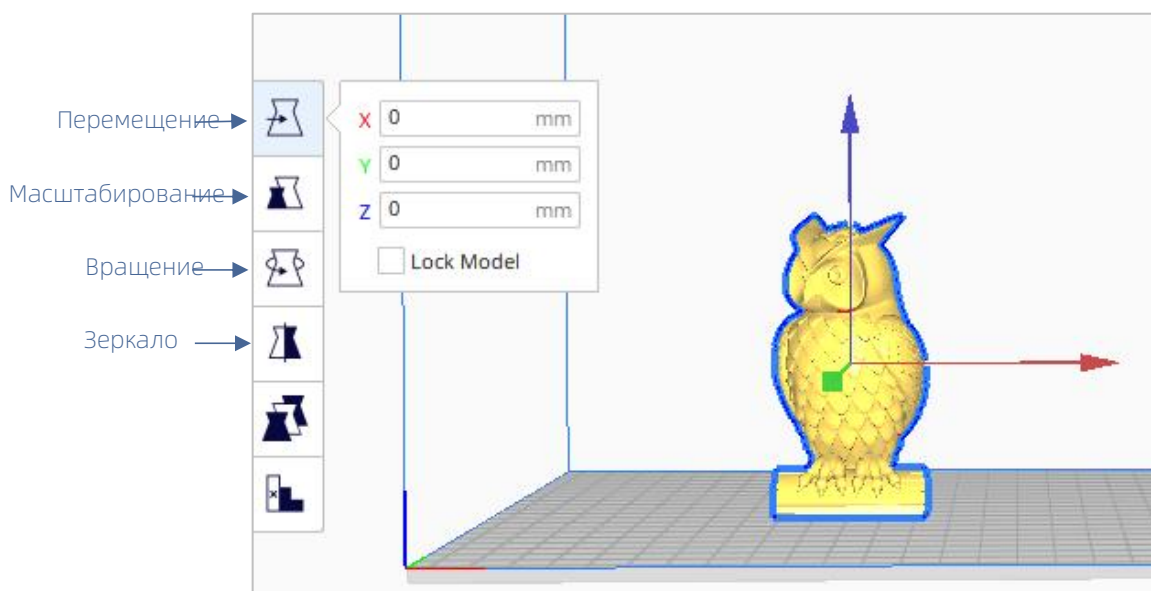 Перемещение
Масштабирование
Вращение
Зеркало
X 0 mm
Y 0 mm
Z 0 mm
Lock Model